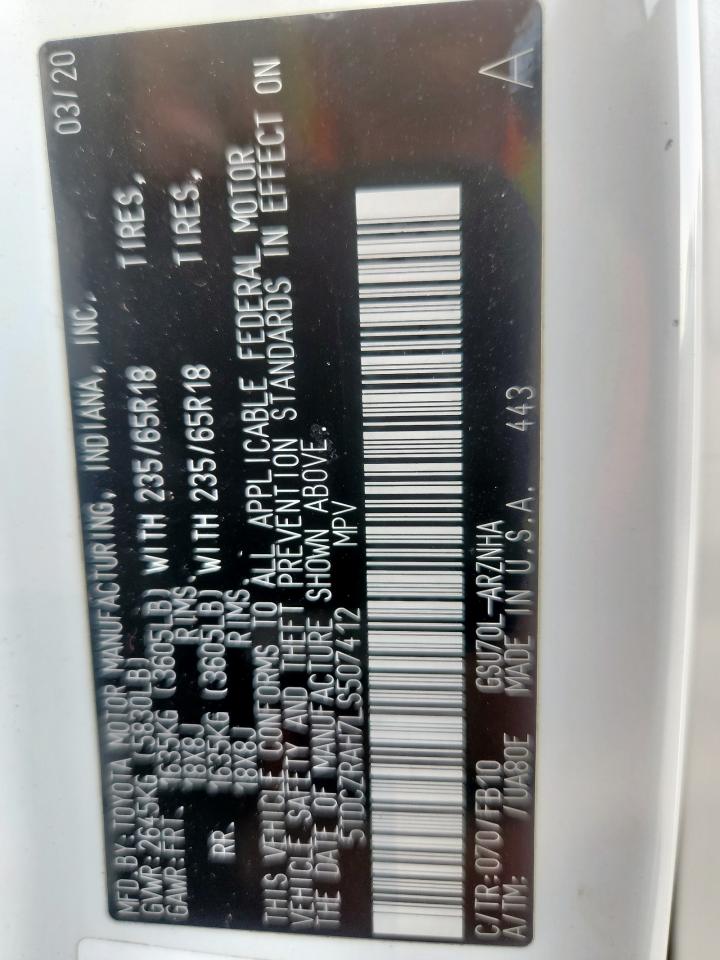 MFD.BY:TOYOTA MOTOR MANUFACTURING, INDIANA, INC. 03/20
GVWR:2645KG (5830LB)
GAWR:FRT 1635KG (3605LB) WITH 235/65R18 TIRES,
18X8J RIMS.
RR. 1635KG (3605LB) WITH 235/65R18 TIRES,
18X8J RIMS.
THIS VEHICLE CONFORMS TO ALL APPLICABLE FEDERAL MOTOR
VEHICLE SAFETY AND THEFT PREVENTION STANDARDS IN EFFECT ON
THE DATE OF MANUFACTURE SHOWN ABOVE.
5TDCZRAH7LS507412 MPV
C/TR:070/FB10 GSU70L-ARZNHA
A/TM: /UA80E MADE IN U.S.A. 443 A